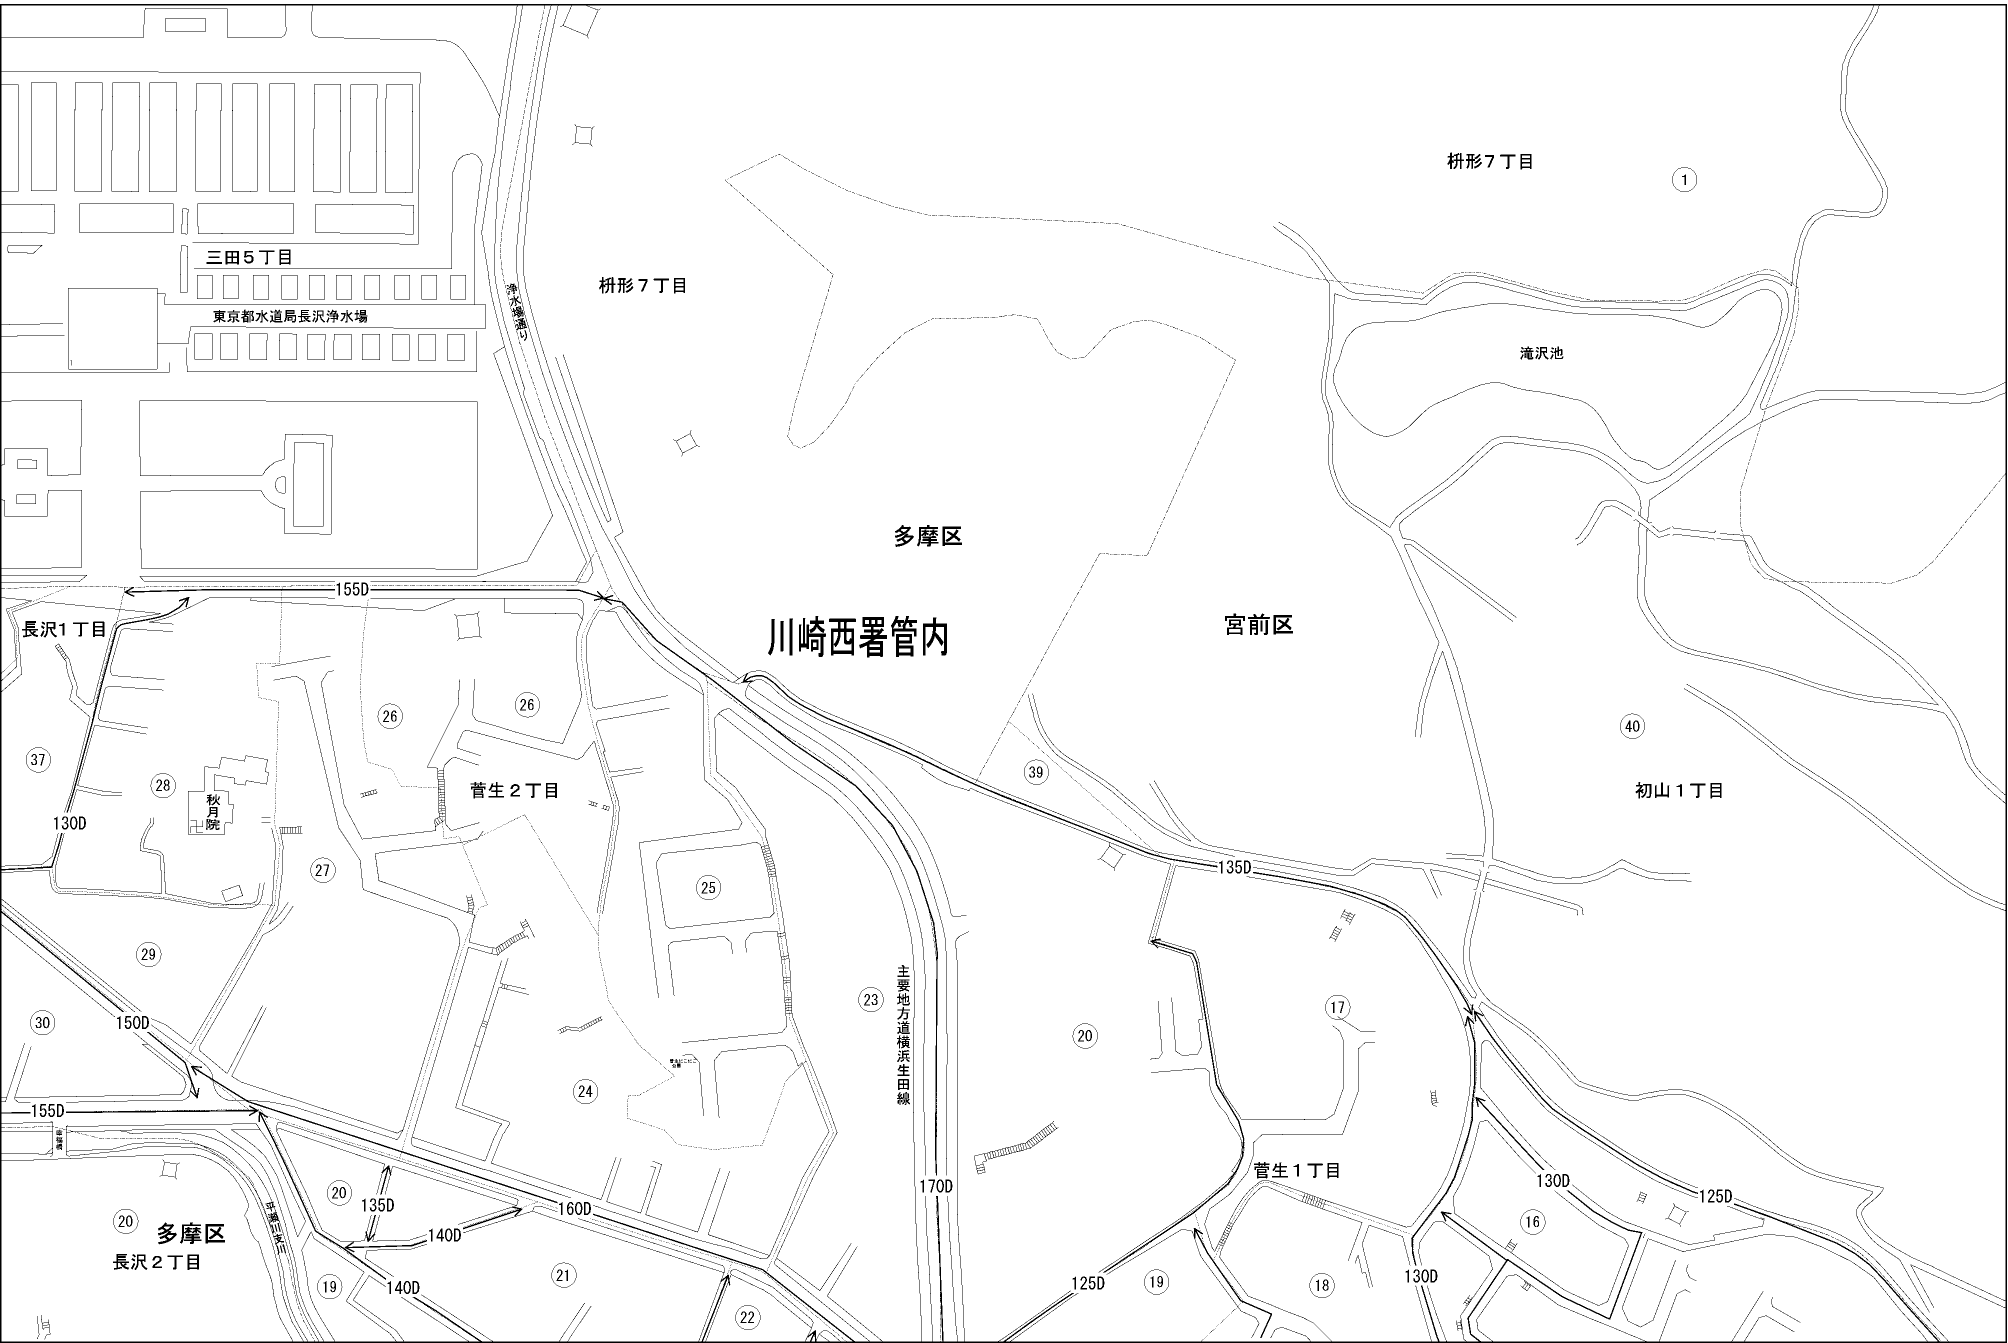 枡形７丁目
1
三田５丁目
枡形７丁目
浄水場通り
東京都水道局長沢浄水場
滝沢池
多摩区
155D
川崎西署管内
宮前区
長沢１丁目
26
26
40
37
28
菅生２丁目
39
初山１丁目
秋月院
130D
27
135D
25
29
主要地方道横浜生田線
23
30
150D
17
20
24
155D
菅生１丁目
130D
170D
125D
20
135D
160D
140D
16
20
多摩区
長沢２丁目
21
19
140D
125D
19
18
130D
22